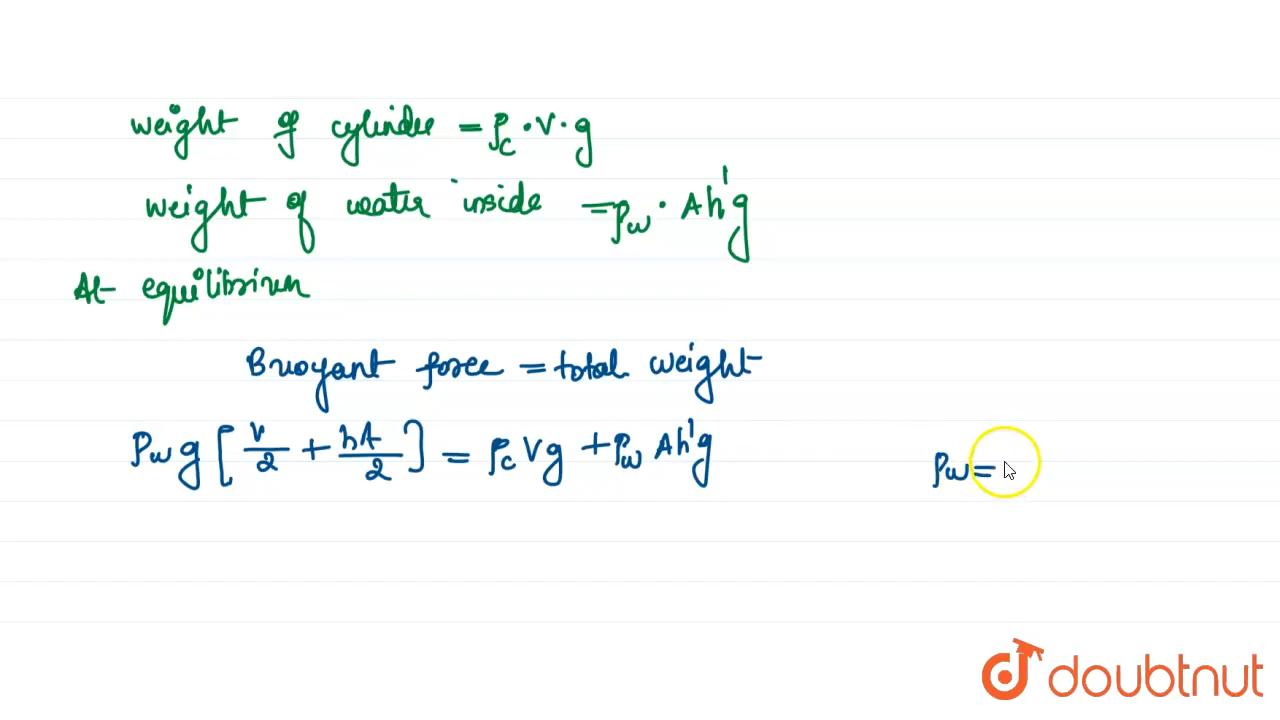 weight of cylinder = ρc · V · g
weight of water inside = ρw · Ah'g
At equilibrium
Buoyant force = total weight
ρw g [V/2 + hA/2] = ρc Vg + ρw Ah'g
ρw =
doubtnut